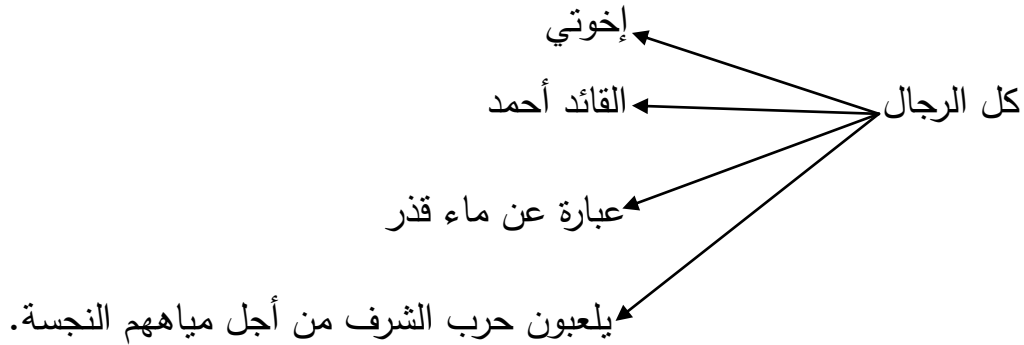 إخوتي
كل الرجال القائد أحمد
عبارة عن ماء قذر
يلعبون حرب الشرف من أجل مياههم النجسة.